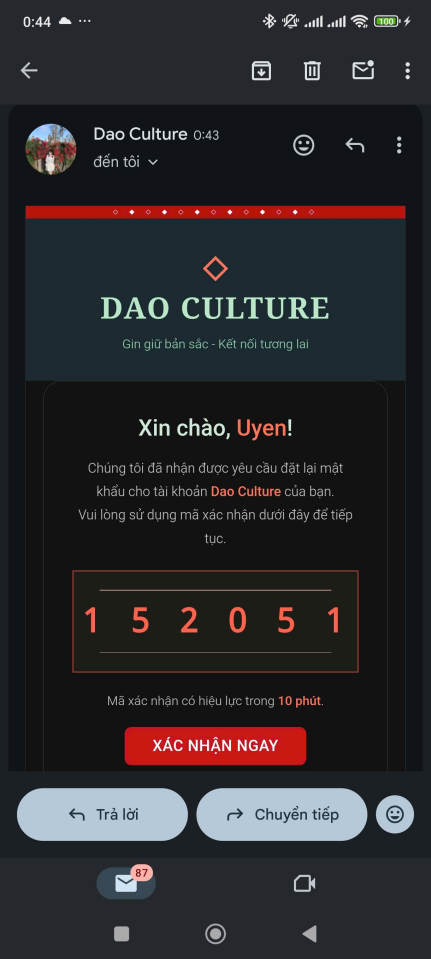 0:44
100
Dao Culture 0:43
đến tôi
DAO CULTURE
Gin giữ bản sắc - Kết nối tương lai
Xin chào, Uyen!
Chúng tôi đã nhận được yêu cầu đặt lại mật
khẩu cho tài khoản Dao Culture của bạn.
Vui lòng sử dụng mã xác nhận dưới đây để tiếp
tục.
1 5 2 0 5 1
Mã xác nhận có hiệu lực trong 10 phút.
XÁC NHẬN NGAY
Trả lời
Chuyển tiếp
87